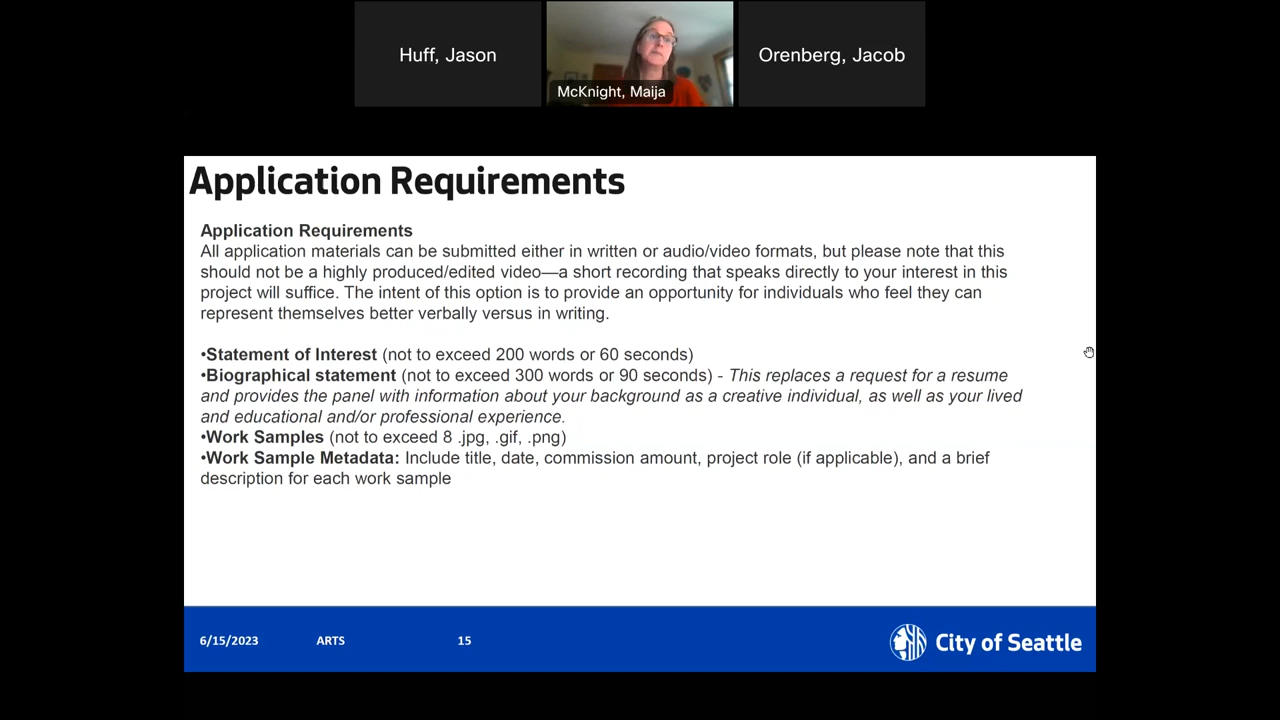 Huff, Jason
McKnight, Maija
Orenberg, Jacob
Application Requirements
Application Requirements
All application materials can be submitted either in written or audio/video formats, but please note that this
should not be a highly produced/edited video—a short recording that speaks directly to your interest in this
project will suffice. The intent of this option is to provide an opportunity for individuals who feel they can
represent themselves better verbally versus in writing.
•Statement of Interest (not to exceed 200 words or 60 seconds)
•Biographical statement (not to exceed 300 words or 90 seconds) - This replaces a request for a resume
and provides the panel with information about your background as a creative individual, as well as your lived
and educational and/or professional experience.
•Work Samples (not to exceed 8 .jpg, .gif, .png)
•Work Sample Metadata: Include title, date, commission amount, project role (if applicable), and a brief
description for each work sample
6/15/2023 ARTS 15 City of Seattle